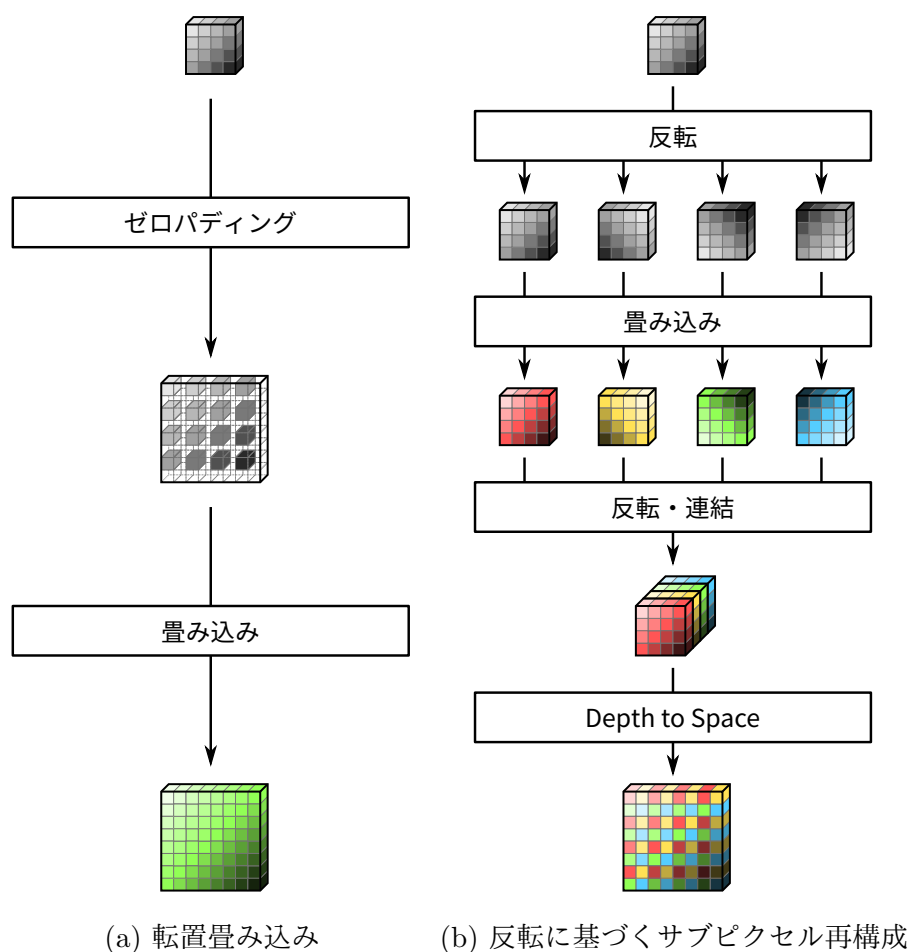 ゼロパディング
畳み込み
(a) 転置畳み込み
反転
畳み込み
反転・連結
Depth to Space
(b) 反転に基づくサブピクセル再構成